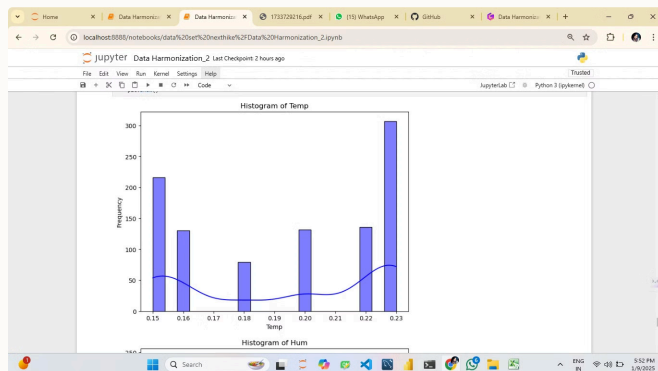 Home
Data Harmoniz
Data Harmoniz
1733729216.pdf
(15) WhatsApp
GitHub
Data Harmoniz
localhost:8888/notebooks/data%20set%20nexthike%2FData%20Harmonization_2.ipynb
jupyter Data Harmonization_2 Last Checkpoint: 2 hours ago
File Edit View Run Kernel Settings Help
Trusted
Code
JupyterLab
Python 3 (ipykernel)
Histogram of Temp
300
250
200
150
100
50
0
Frequency
0.15 0.16 0.17 0.18 0.19 0.20 0.21 0.22 0.23
Temp
Histogram of Hum
Search
ENG
IN
5:52 PM
1/9/2025